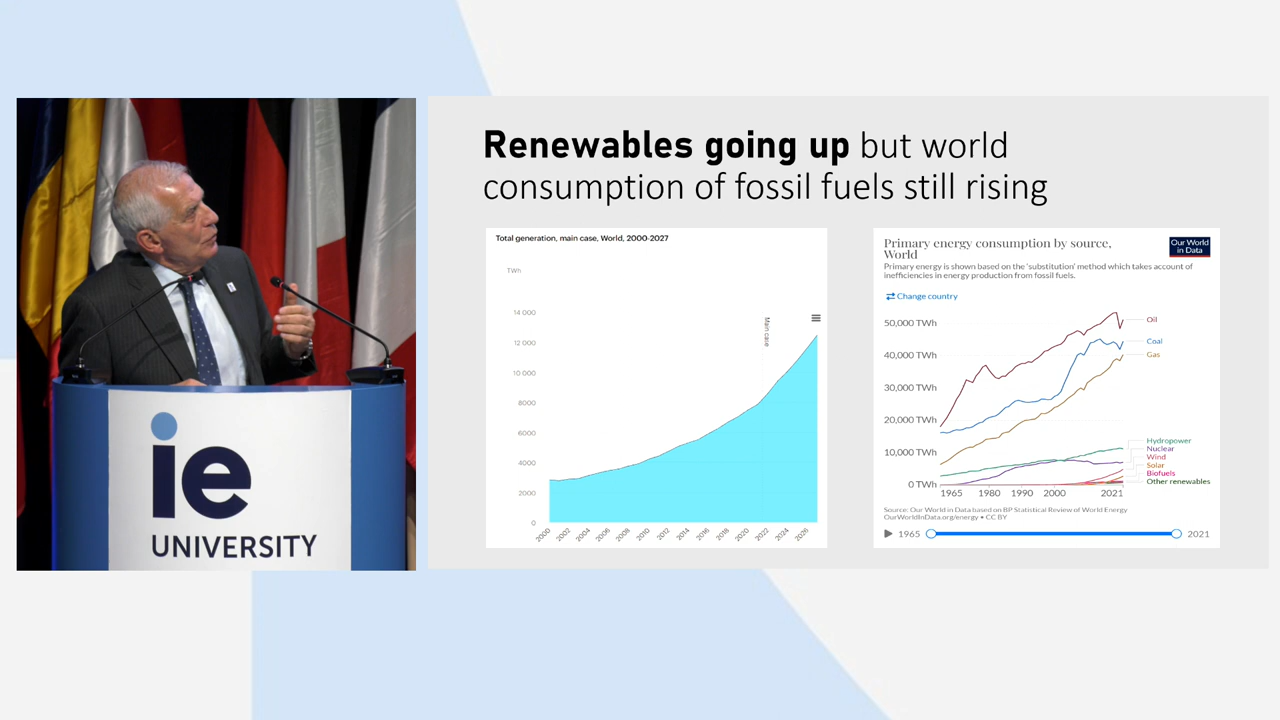 ie
UNIVERSITY
Renewables going up but world
consumption of fossil fuels still rising
Total generation, main case, World, 2000-2027
TWh
14 000
12 000
10 000
8000
6000
4000
2000
0
Main case
2000
2002
2004
2006
2008
2010
2012
2014
2016
2018
2020
2022
2024
2026
Primary energy consumption by source,
World
Our World
in Data
Primary energy is shown based on the 'substitution' method which takes account of
inefficiencies in energy production from fossil fuels.
Change country
50,000 TWh
40,000 TWh
30,000 TWh
20,000 TWh
10,000 TWh
0 TWh
Oil
Coal
Gas
Hydropower
Nuclear
Wind
Solar
Biofuels
Other renewables
1965
1980
1990
2000
2021
Source: Our World in Data based on BP Statistical Review of World Energy
OurWorldInData.org/energy • CC BY
1965
2021